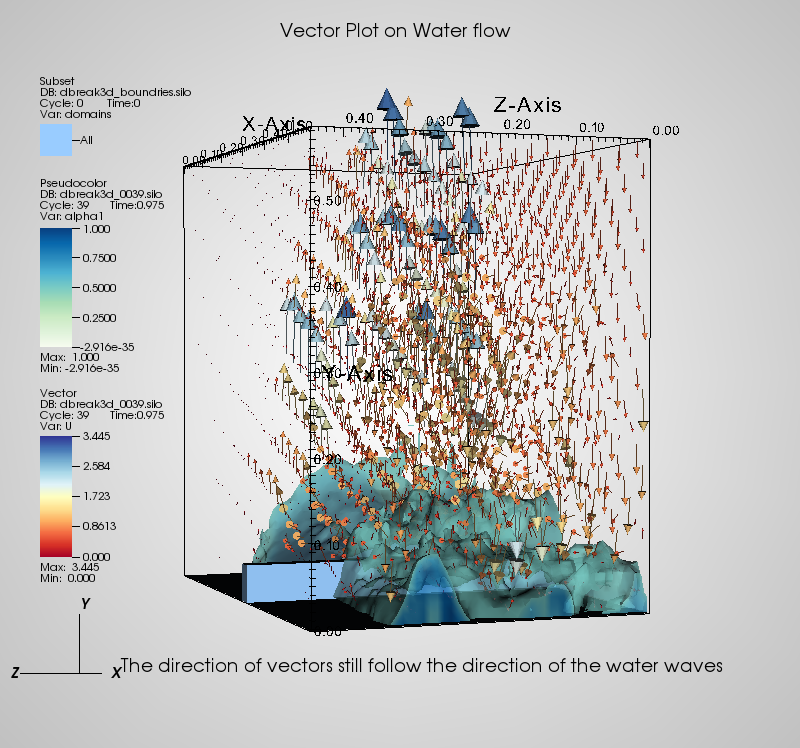 Vector Plot on Water flow
Subset
DB: dbreak3d_boundries.silo
Cycle: 0 Time:0
Var: domains
All
Pseudocolor
DB: dbreak3d_0039.silo
Cycle: 39 Time:0.975
Var: alpha1
1.000
0.7500
0.5000
0.2500
-2.916e-35
Max: 1.000
Min: -2.916e-35
Vector
DB: dbreak3d_0039.silo
Cycle: 39 Time:0.975
Var: U
3.445
2.584
1.723
0.8613
0.000
Max: 3.445
Min: 0.000
X-Axis
Z-Axis
0.40
0.30
0.20
0.10
0.00
0.50
0.40
Y-Axis
0.20
0.10
0.00
Y
Z
X
The direction of vectors still follow the direction of the water waves